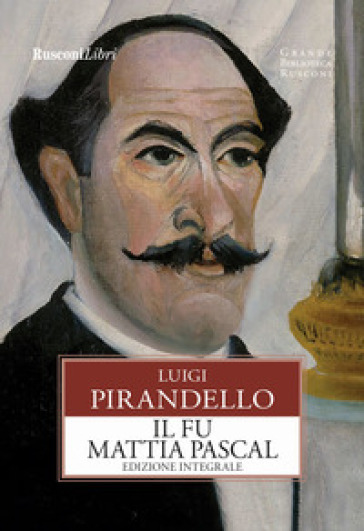 RusconiLibri
GRANDE
BIBLIOTECA
RUSCONI
LUIGI
PIRANDELLO
IL FU
MATTIA PASCAL
EDIZIONE INTEGRALE